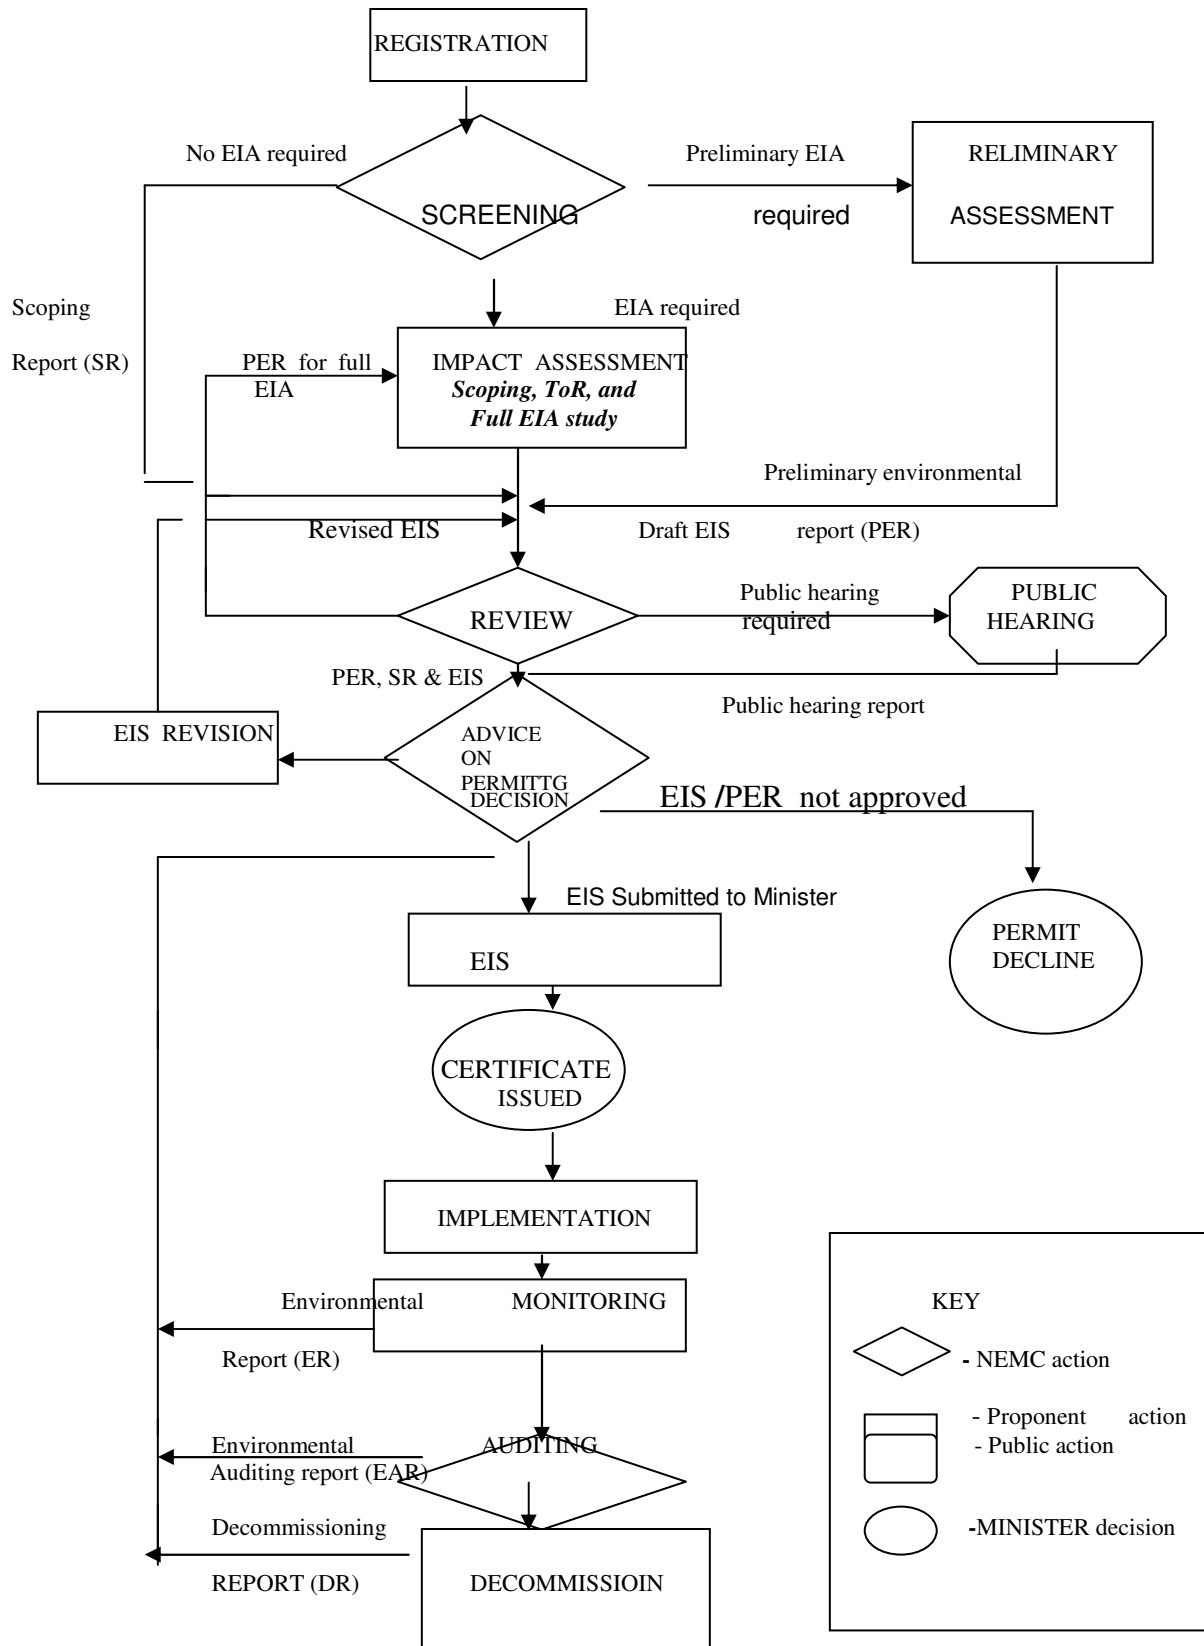 REGISTRATION
No EIA required
Preliminary EIA
required
RELIMINARY
ASSESSMENT
SCREENING
Scoping
Report (SR)
EIA required
PER for full
EIA
IMPACT ASSESSMENT
Scoping, ToR, and
Full EIA study
Preliminary environmental
report (PER)
Revised EIS
Draft EIS
REVIEW
Public hearing
required
PUBLIC
HEARING
PER, SR & EIS
Public hearing report
EIS REVISION
ADVICE
ON
PERMITTG
DECISION
EIS /PER not approved
EIS Submitted to Minister
EIS
PERMIT
DECLINE
CERTIFICATE
ISSUED
IMPLEMENTATION
Environmental
Report (ER)
MONITORING
AUDITING
Environmental
Auditing report (EAR)
Decommissioning
REPORT (DR)
DECOMMISSIOIN
KEY
- NEMC action
- Proponent action
- Public action
-MINISTER decision